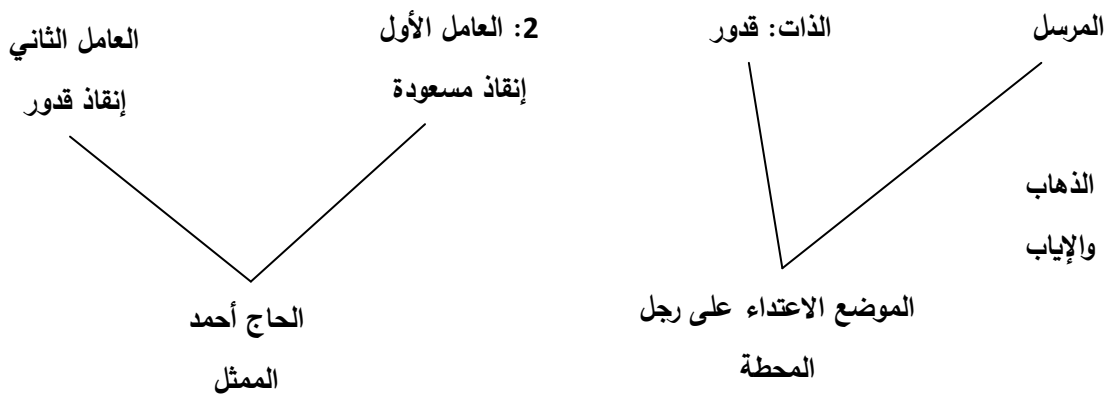 المرسل
الذات: قدور
الذهاب
والإياب
الموضع الاعتداء على رجل
المحطة
2: العامل الأول
إنقاذ مسعودة
العامل الثاني
إنقاذ قدور
الحاج أحمد
الممثل